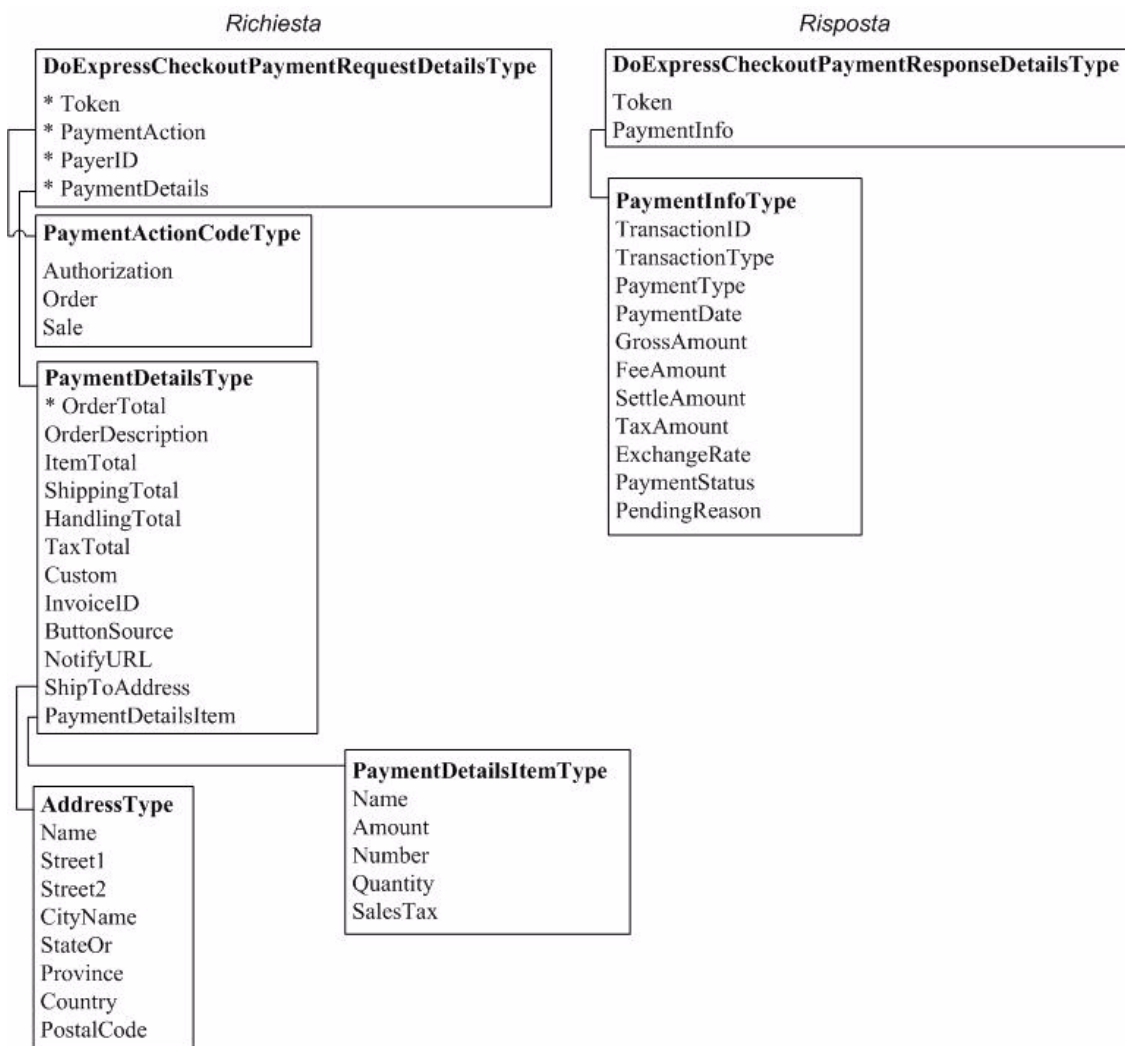 Richiesta
DoExpressCheckoutPaymentRequestDetailsType
* Token
* PaymentAction
* PayerID
* PaymentDetails
PaymentActionCodeType
Authorization
Order
Sale
PaymentDetailsType
* OrderTotal
OrderDescription
ItemTotal
ShippingTotal
HandlingTotal
TaxTotal
Custom
InvoiceID
ButtonSource
NotifyURL
ShipToAddress
PaymentDetailsItem
PaymentDetailsItemType
Name
Amount
Number
Quantity
SalesTax
AddressType
Name
Street1
Street2
CityName
StateOr
Province
Country
PostalCode
Risposta
DoExpressCheckoutPaymentResponseDetailsType
Token
PaymentInfo
PaymentInfoType
TransactionID
TransactionType
PaymentType
PaymentDate
GrossAmount
FeeAmount
SettleAmount
TaxAmount
ExchangeRate
PaymentStatus
PendingReason